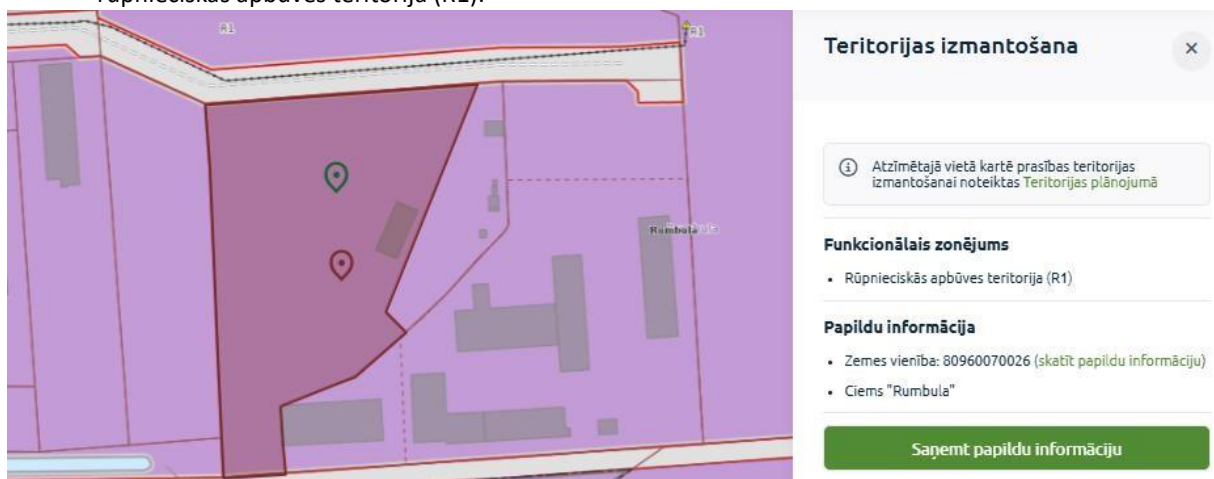 rūpnieciskās apbūves teritorija (R1).
R1
R1
Rumbula
Teritorijas izmantošana
Atzīmētajā vietā kartē prasības teritorijas
izmantošanai noteiktas Teritorijas plānojumā
Funkcionālais zonējums
• Rūpnieciskās apbūves teritorija (R1)
Papildu informācija
• Zemes vienība: 80960070026 (skatīt papildu informāciju)
• Ciems "Rumbula"
Saņemt papildu informāciju